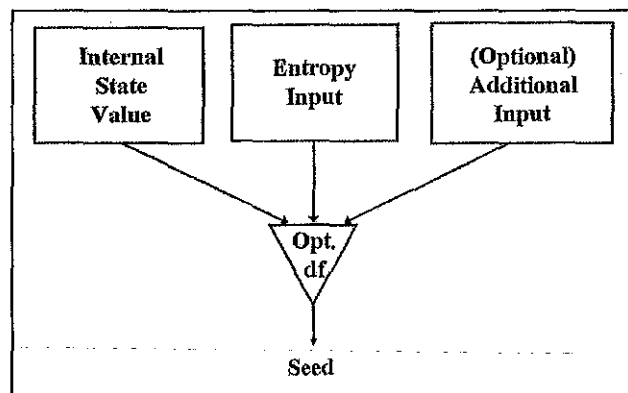 Internal
State
Value
Entropy
Input
(Optional)
Additional
Input
Opt.
df
Seed